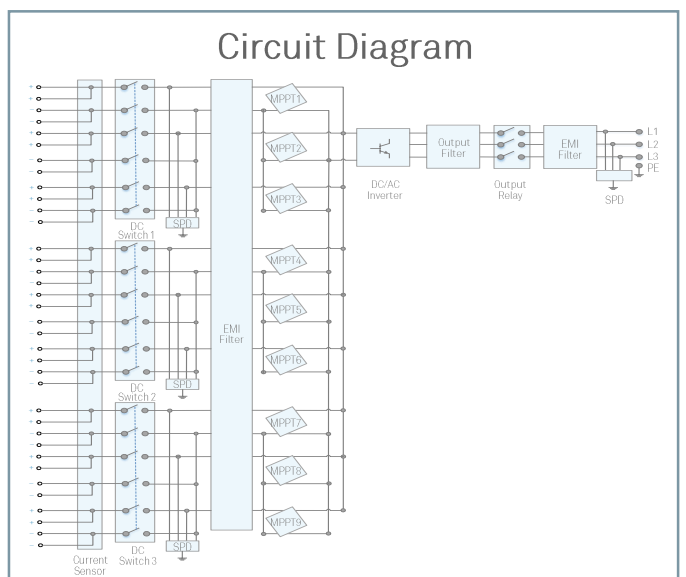 Circuit Diagram
MPPT1
MPPT2
MPPT3
SPD
DC
Switch 1
MPPT4
MPPT5
MPPT6
SPD
DC
Switch 2
MPPT7
MPPT8
MPPT9
SPD
DC
Switch 3
Current
Sensor
EMI
Filter
DC/AC
Inverter
Output
Filter
Output
Relay
EMI
Filter
L1
L2
L3
PE
SPD